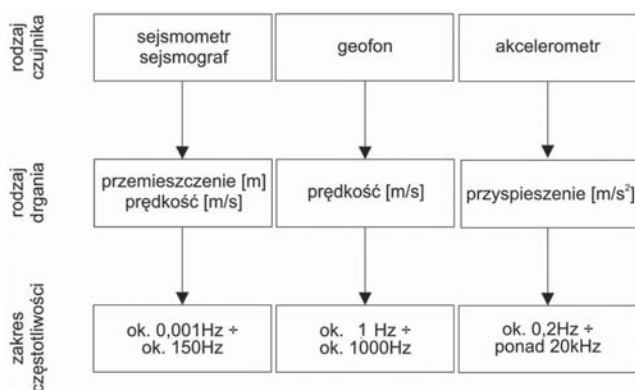 rodzaj
czujnika
sejsmometr
sejsmograf
geofon
akcelerometr
rodzaj
drgania
przemieszczenie [m]
prędkość [m/s]
prędkość [m/s]
przyspieszenie [m/s²]
zakres
częstotliwości
ok. 0,001Hz ÷
ok. 150Hz
ok. 1 Hz ÷
ok. 1000Hz
ok. 0,2Hz ÷
ponad 20kHz